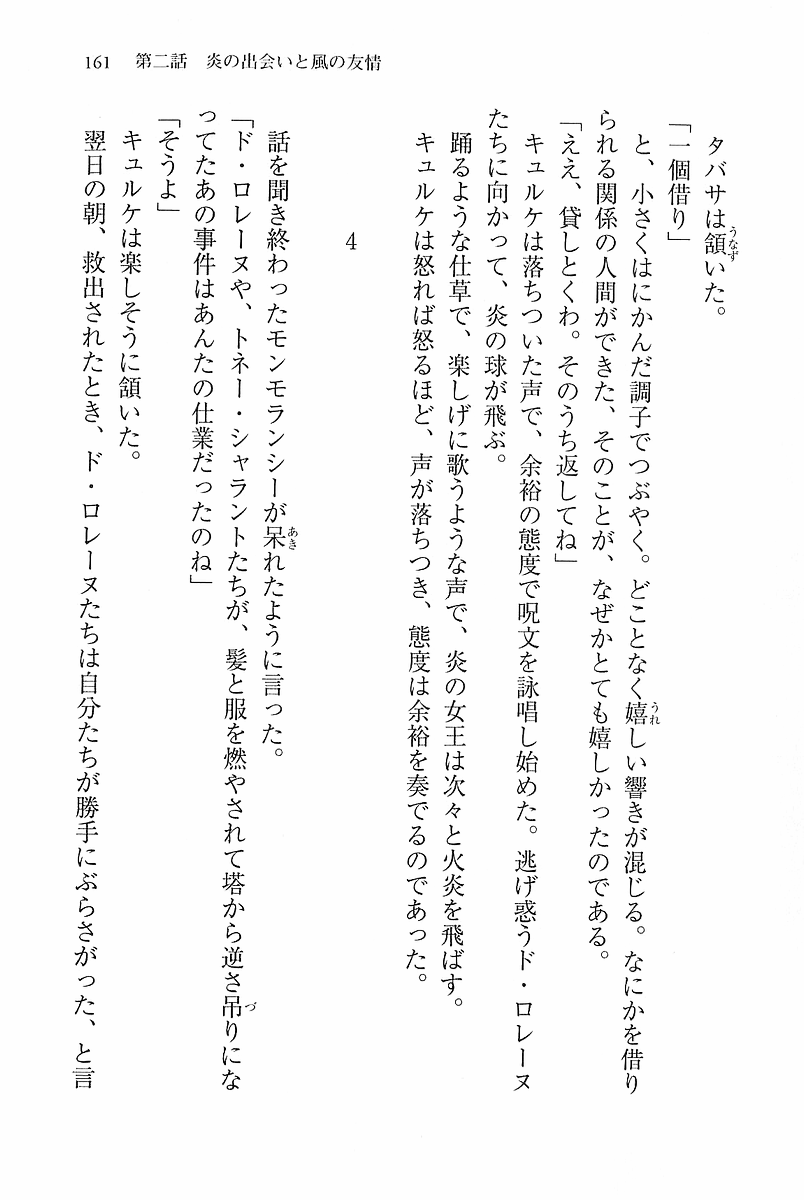 161　第二話　炎の出会いと風の友情
タバサは頷いた。
「一個借り」
と、小さくはにかんだ調子でつぶやく。どことなく嬉しい響きが混じる。なにかを借り
られる関係の人間ができた、そのことが、なぜかとても嬉しかったのである。
「ええ、貸しとくわ。そのうち返してね」
キュルケは落ちついた声で、余裕の態度で呪文を詠唱し始めた。逃げ惑うド・ロレーヌ
たちに向かって、炎の球が飛ぶ。
踊るような仕草で、楽しげに歌うような声で、炎の女王は次々と火炎を飛ばす。
キュルケは怒れば怒るほど、声が落ちつき、態度は余裕を奏でるのであった。
4
話を聞き終わったモンモランシーが呆れたように言った。
「ド・ロレーヌや、トネー・シャラントたちが、髪と服を燃やされて塔から逆さ吊りにな
ってたあの事件はあんたの仕業だったのね」
「そうよ」
キュルケは楽しそうに頷いた。
翌日の朝、救出されたとき、ド・ロレーヌたちは自分たちが勝手にぶらさがった、と言